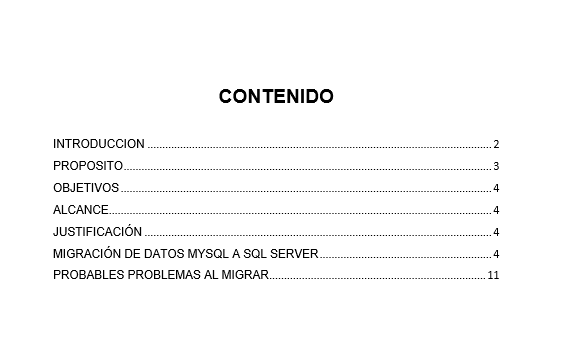 CONTENIDO
INTRODUCCION ........................................................................................................................ 2
PROPOSITO ............................................................................................................................... 3
OBJETIVOS ................................................................................................................................ 4
ALCANCE.................................................................................................................................... 4
JUSTIFICACIÓN ......................................................................................................................... 4
MIGRACIÓN DE DATOS MYSQL A SQL SERVER ............................................................ 4
PROBABLES PROBLEMAS AL MIGRAR........................................................................... 11